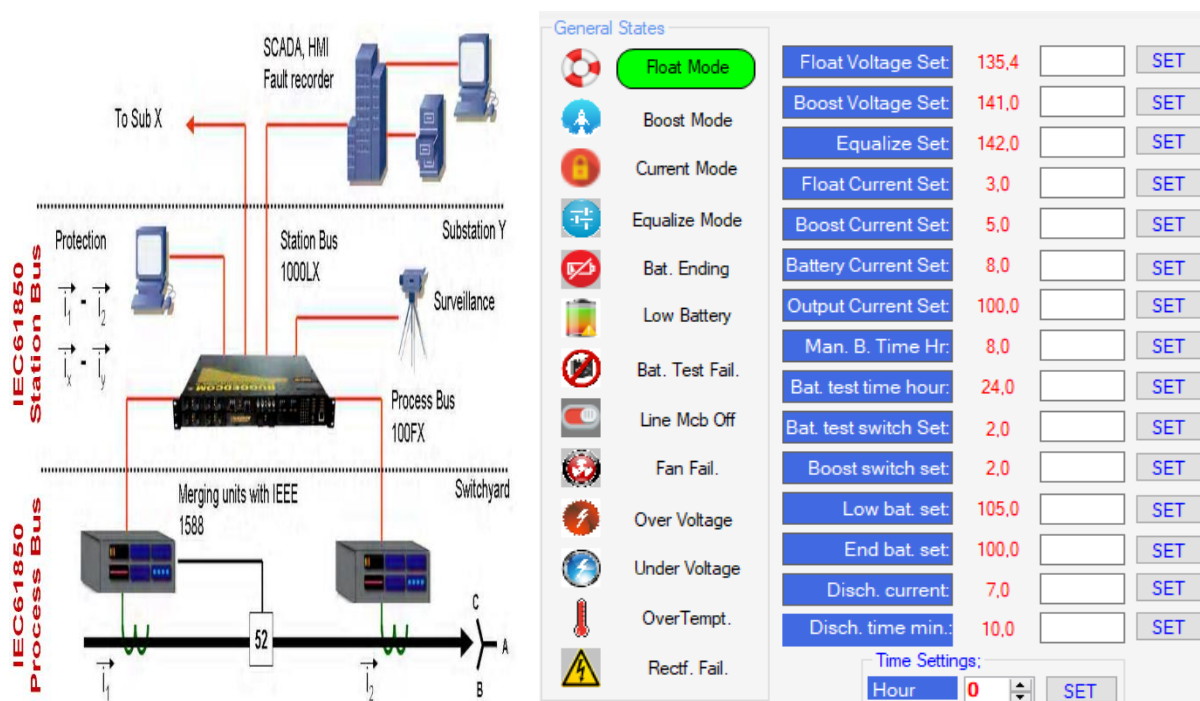 SCADA, HMI
Fault recorder
To Sub X
Substation Y
Protection
Station Bus
1000LX
Surveillance
i1 - i2
ix - iy
IEC61850
Station Bus
Process Bus
100FX
Switchyard
Merging units with IEEE
1588
IEC61850
Process Bus
52
C
A
B
i1
i2
General States
Float Mode
Boost Mode
Current Mode
Equalize Mode
Bat. Ending
Low Battery
Bat. Test Fail.
Line Mcb Off
Fan Fail.
Over Voltage
Under Voltage
OverTempt.
Rectf. Fail.
Float Voltage Set: 135,4 SET
Boost Voltage Set: 141,0 SET
Equalize Set: 142,0 SET
Float Current Set: 3,0 SET
Boost Current Set: 5,0 SET
Battery Current Set: 8,0 SET
Output Current Set: 100,0 SET
Man. B. Time Hr: 8,0 SET
Bat. test time hour: 24,0 SET
Bat. test switch Set: 2,0 SET
Boost switch set: 2,0 SET
Low bat. set: 105,0 SET
End bat. set: 100,0 SET
Disch. current: 7,0 SET
Disch. time min.: 10,0 SET
Time Settings;
Hour 0 SET